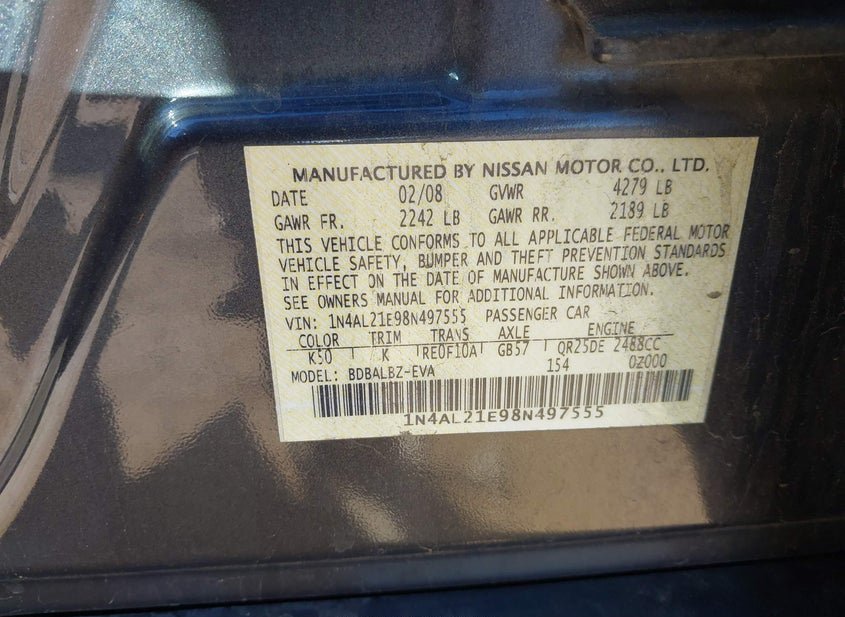 MANUFACTURED BY NISSAN MOTOR CO., LTD.
DATE 02/08 GVWR 4279 LB
GAWR FR. 2242 LB GAWR RR. 2189 LB
THIS VEHICLE CONFORMS TO ALL APPLICABLE FEDERAL MOTOR
VEHICLE SAFETY, BUMPER AND THEFT PREVENTION STANDARDS
IN EFFECT ON THE DATE OF MANUFACTURE SHOWN ABOVE.
SEE OWNERS MANUAL FOR ADDITIONAL INFORMATION.
VIN: 1N4AL21E98N497555 PASSENGER CAR
COLOR TRIM TRANS AXLE ENGINE
K50 K RE0F10A GB57 QR25DE 2488CC
MODEL: BDBALBZ-EVA 154 0Z000
1N4AL21E98N497555